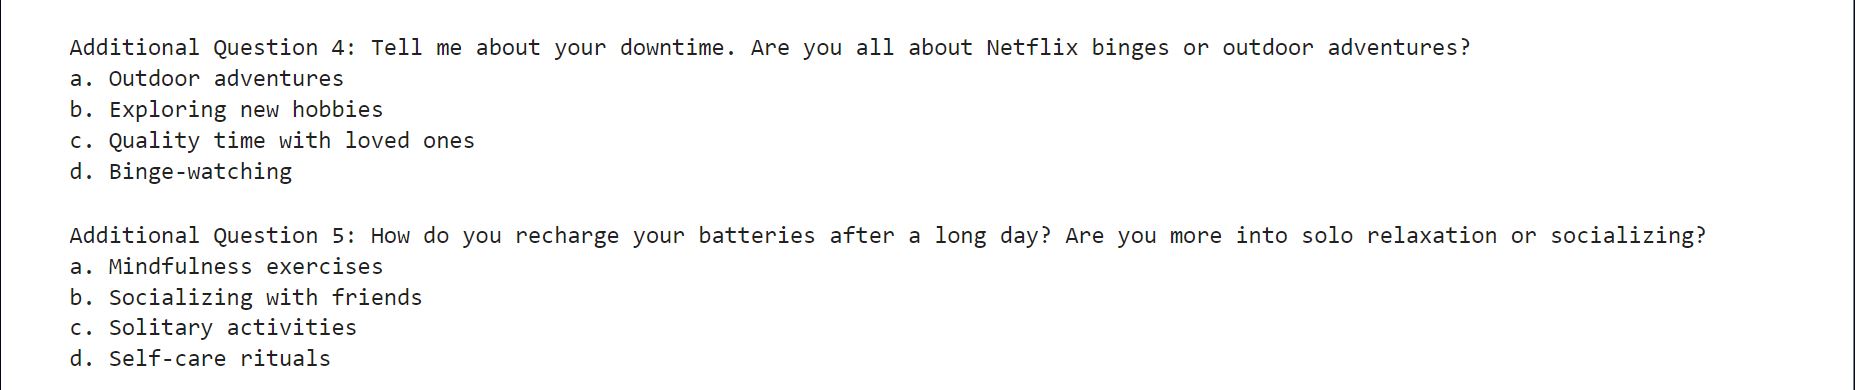 Additional Question 4: Tell me about your downtime. Are you all about Netflix binges or outdoor adventures?
a. Outdoor adventures
b. Exploring new hobbies
c. Quality time with loved ones
d. Binge-watching
Additional Question 5: How do you recharge your batteries after a long day? Are you more into solo relaxation or socializing?
a. Mindfulness exercises
b. Socializing with friends
c. Solitary activities
d. Self-care rituals